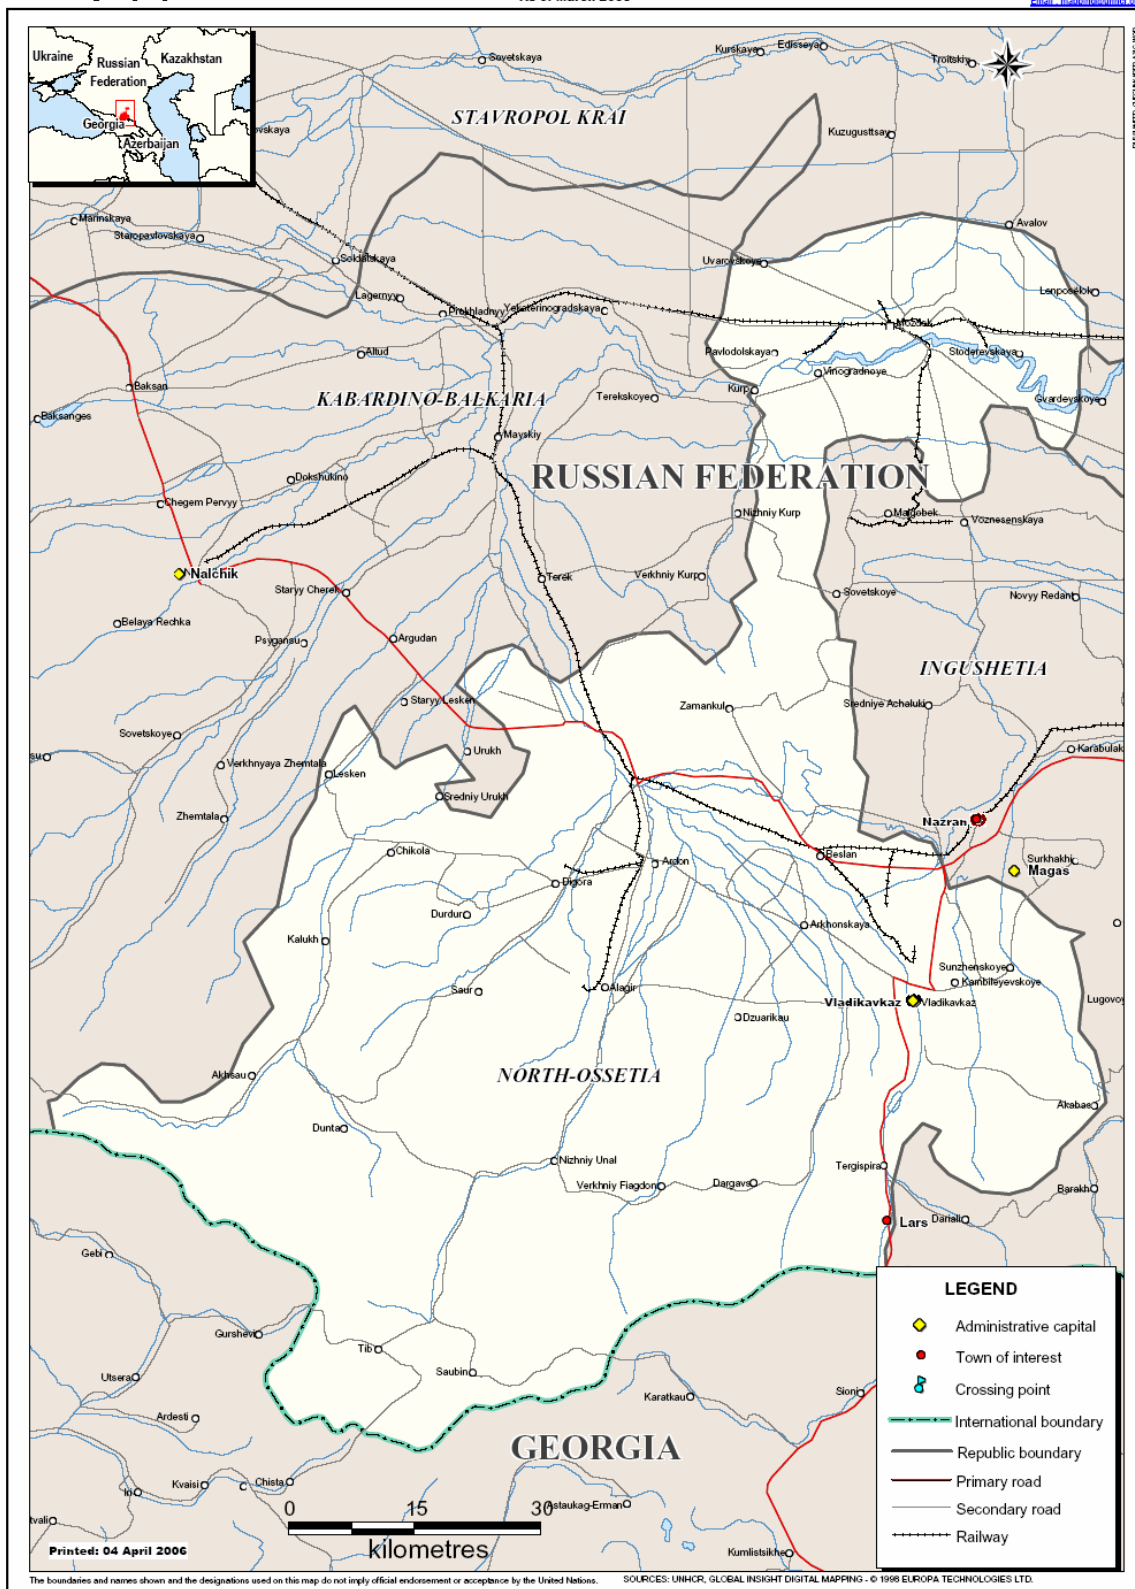 Ukraine
Kazakhstan
Russian
Federation
Georgia
Azerbaijan
ovskaya
Sovetskaya
Kurskaya
Edisseya
Troitskiy
STAVROPOL KRAI
Kuzugusttsay
Marinskaya
Staropavlovskaya
Soldatskaya
Avalov
Uvarovskoye
Lenposelok
Lagernyy
Prokhladnyy
Yekaterinogradskaya
Mozdok
Altud
Pavlodolskaya
Stoderevskaya
Vinogradnoye
Baksan
Kurp
Terekskoye
KABARDINO-BALKARIA
Gvardeyskoye
Baksanges
Mayskiy
RUSSIAN FEDERATION
Dokshukino
Chegem Pervyy
Nizhniy Kurp
Malgobek
Voznesenskaya
Nalchik
Terek
Verkhniy Kurp
Staryy Cherek
Sovetskoye
Novyy Redant
Belaya Rechka
Psygansu
Argudan
INGUSHETIA
Staryy Lesken
Zamankul
Sredniye Achaluki
Sovetskoye
Urukh
Karabulak
su
Verkhnyaya Zhemtala
Lesken
Sredniy Urukh
Zhemtala
Nazran
Chikola
Beslan
Surkhakhi
Ardon
Magas
Digora
Durdur
Arkhonskaya
Kalukh
Sunzhenskoye
Kambileyevskoye
Saur
Alagir
Vladikavkaz
Vladikavkaz
Lugovoy
Dzuarikau
Akhsau
NORTH-OSSETIA
Akabas
Dunta
Nizhniy Unal
Tergispira
Verkhniy Fiagdon
Dargavs
Barakh
Lars
Dariali
Gebi
Gurshevi
Tib
Saubin
Utsera
Karatkau
Sioni
Ardesti
GEORGIA
Kvaisi
Chista
Iri
Astaukag-Erman
tvali
Kumlistsikhe
LEGEND
Administrative capital
Town of interest
Crossing point
International boundary
Republic boundary
Primary road
Secondary road
Railway
0 15 30
kilometres
Printed: 04 April 2006
The boundaries and names shown and the designations used on this map do not imply official endorsement or acceptance by the United Nations.
SOURCES: UNHCR, GLOBAL INSIGHT DIGITAL MAPPING - © 1998 EUROPA TECHNOLOGIES LTD.